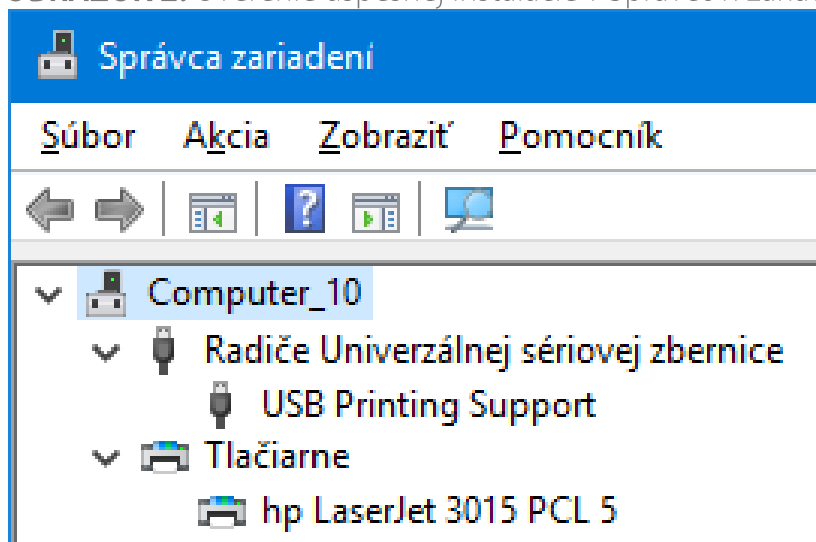 Správca zariadení
Súbor Akcia Zobraziť Pomocník
Computer_10
Radiče Univerzálnej sériovej zbernice
USB Printing Support
Tlačiarne
hp LaserJet 3015 PCL 5